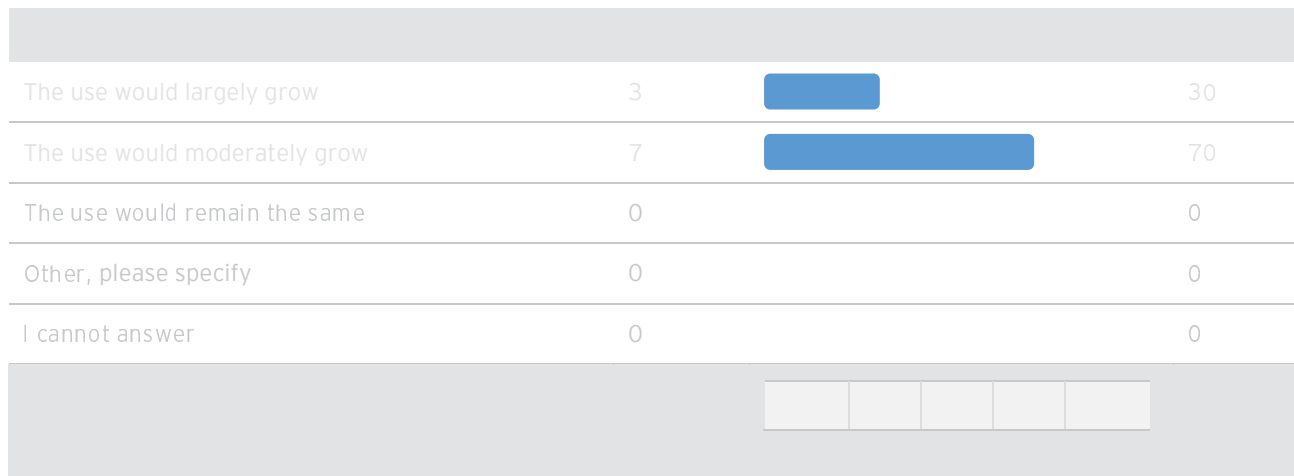 The use would largely grow 3 30
The use would moderately grow 7 70
The use would remain the same 0 0
Other, please specify 0 0
I cannot answer 0 0